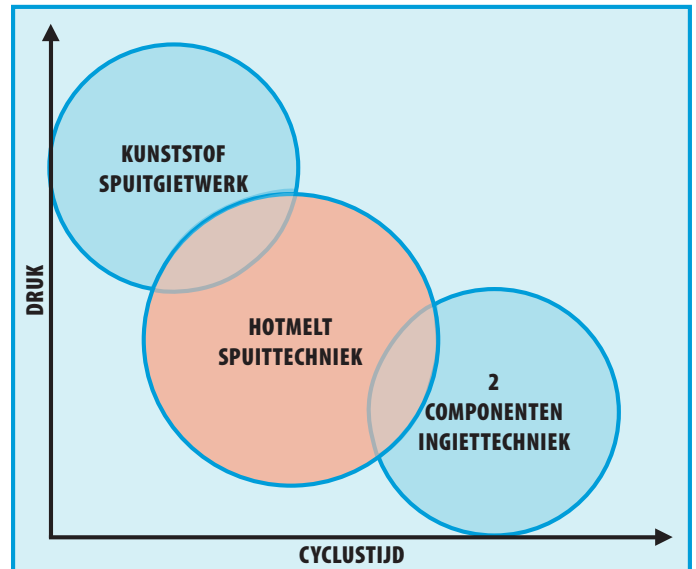 KUNSTSTOF
SPUITGIETWERK
DRUK
HOTMELT
SPUITTECHNIEK
2
COMPONENTEN
INGIETTECHNIEK
CYCLUSTIJD